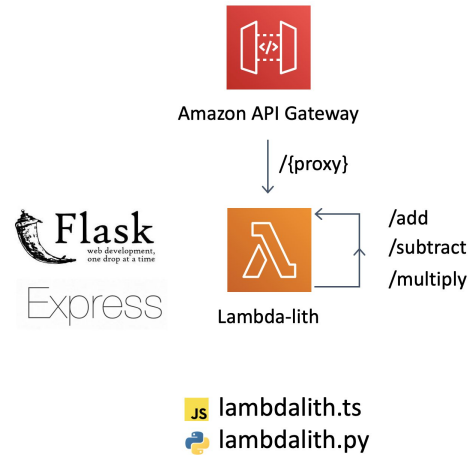 </>
Amazon API Gateway
/{proxy}
Flask
web development,
one drop at a time
/add
/subtract
/multiply
Express
Lambda-lith
JS lambdalith.ts
lambdalith.py